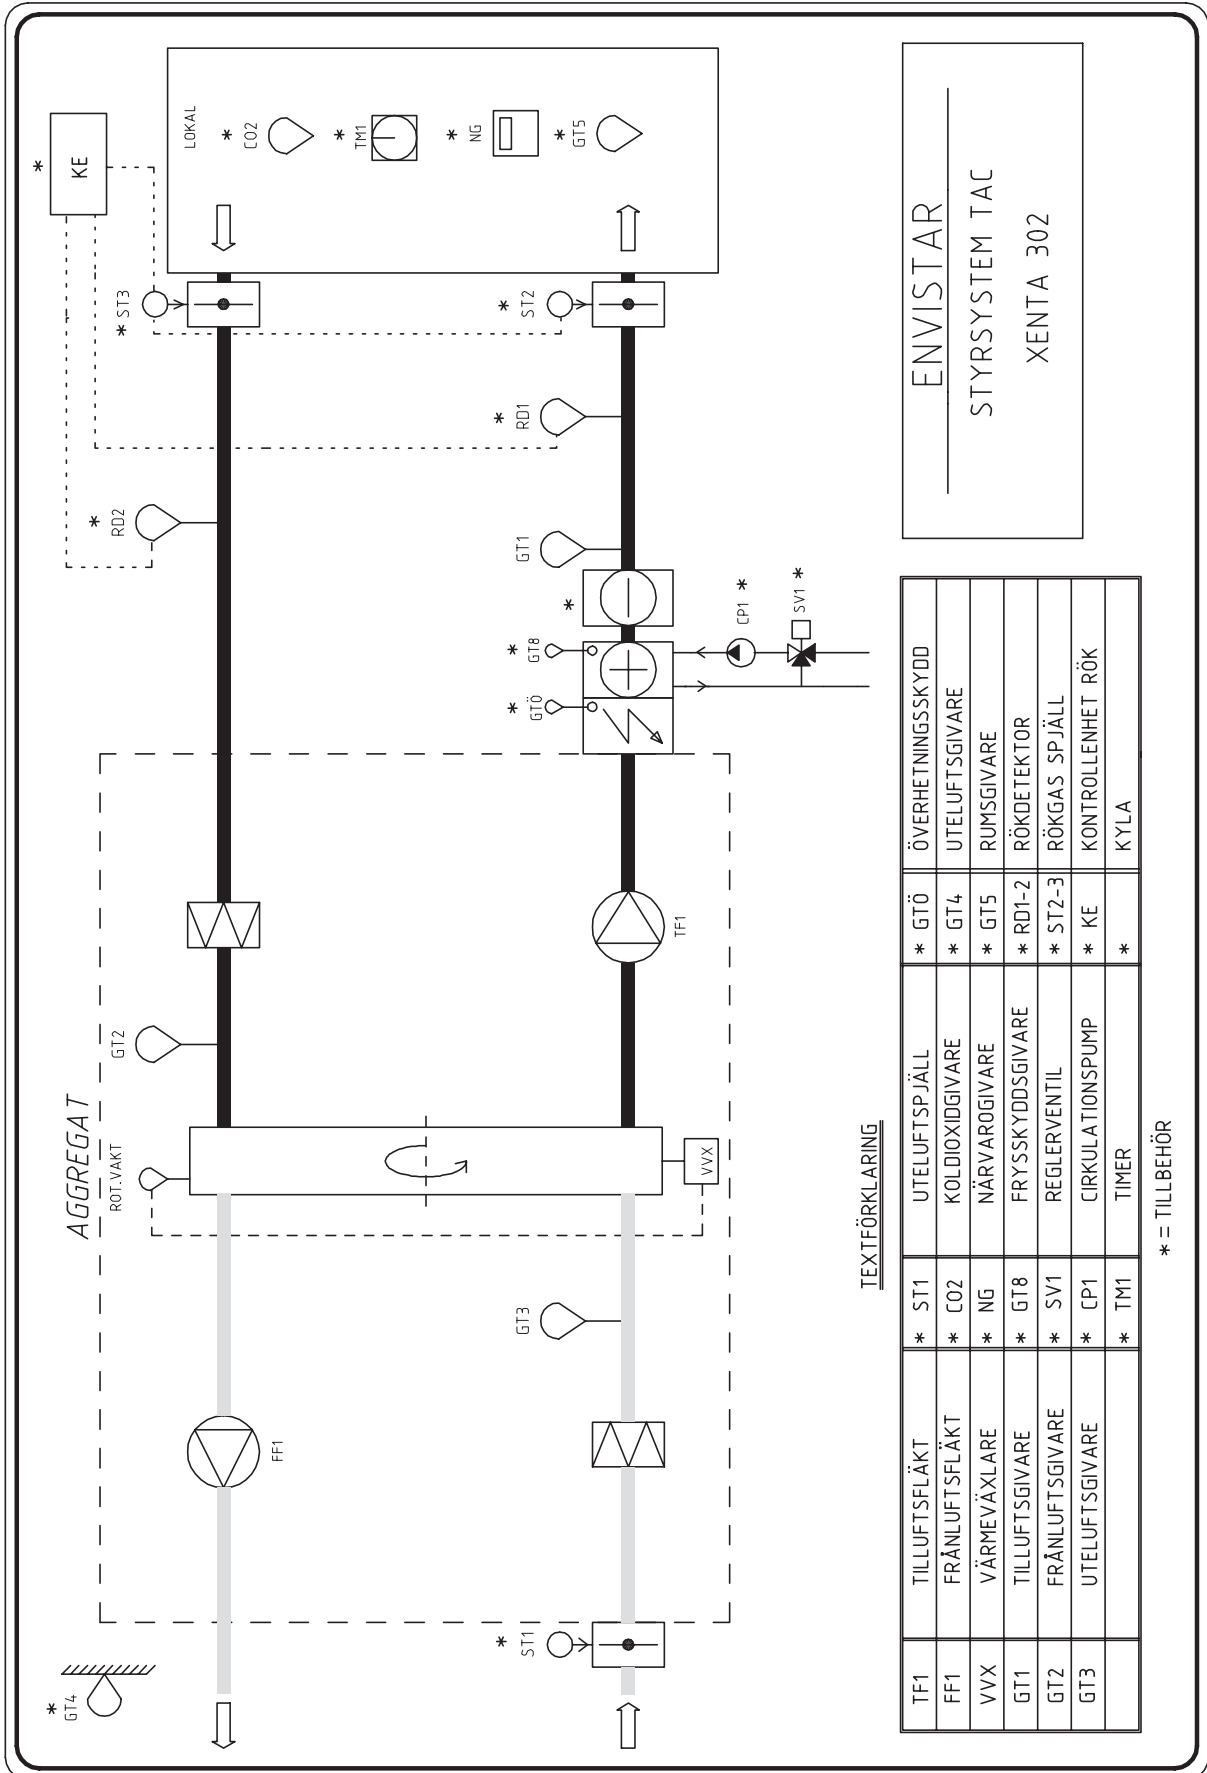 * GT4
AGGREGAT
ROT.VAKT
GT2
* RD2
* ST3
* KE
LOKAL
* CO2
* TM1
* NG
* GT5
FF1
* ST1
GT3
VVX
TF1
* GTÖ
* GT8
*
GT1
* RD1
* ST2
CP1 *
SV1 *
TEXTFÖRKLARING
TF1 TILLUFTSFLÄKT * ST1 UTELUFTSPJÄLL * GTÖ ÖVERHETNINGSSKYDD
FF1 FRÅNLUFTSFLÄKT * CO2 KOLDIOXIDGIVARE * GT4 UTELUFTSGIVARE
VVX VÄRMEVÄXLARE * NG NÄRVAROGIVARE * GT5 RUMSGIVARE
GT1 TILLUFTSGIVARE * GT8 FRYSSKYDDSGIVARE * RD1-2 RÖKDETEKTOR
GT2 FRÅNLUFTSGIVARE * SV1 REGLERVENTIL * ST2-3 RÖKGAS SPJÄLL
GT3 UTELUFTSGIVARE * CP1 CIRKULATIONSPUMP * KE KONTROLLENHET RÖK
* TM1 TIMER * KYLA
* = TILLBEHÖR
ENVISTAR
STYRSYSTEM TAC
XENTA 302